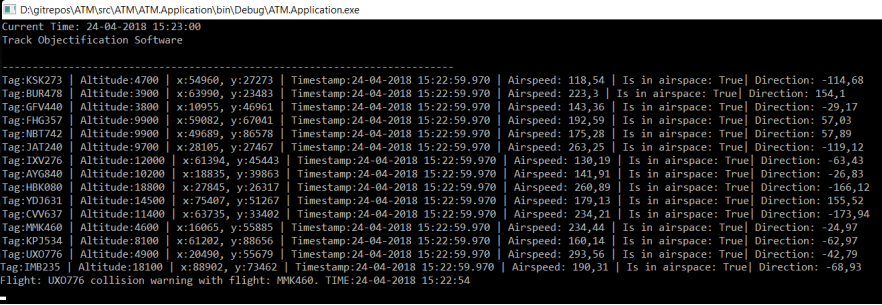 D:\gitrepos\ATM\src\ATM\ATM\ATM.Application\bin\Debug\ATM.Application.exe
Current Time: 24-04-2018 15:23:00
Track Objectification Software
---------------------------------------------------------------------------
Tag:KSK273 | Altitude:4700 | x:54960, y:27273 | Timestamp:24-04-2018 15:22:59.970 | Airspeed: 118,54 | Is in airspace: True| Direction: -114,68
Tag:BUR478 | Altitude:3900 | x:63990, y:23483 | Timestamp:24-04-2018 15:22:59.970 | Airspeed: 223,3 | Is in airspace: True| Direction: 154,1
Tag:GFV440 | Altitude:3800 | x:10955, y:46961 | Timestamp:24-04-2018 15:22:59.970 | Airspeed: 143,36 | Is in airspace: True| Direction: -29,17
Tag:FHG357 | Altitude:9900 | x:59082, y:67041 | Timestamp:24-04-2018 15:22:59.970 | Airspeed: 192,59 | Is in airspace: True| Direction: 57,03
Tag:NBT742 | Altitude:9900 | x:49689, y:86578 | Timestamp:24-04-2018 15:22:59.970 | Airspeed: 175,28 | Is in airspace: True| Direction: 57,89
Tag:JAT240 | Altitude:9700 | x:28105, y:27467 | Timestamp:24-04-2018 15:22:59.970 | Airspeed: 263,25 | Is in airspace: True| Direction: -119,12
Tag:IXV276 | Altitude:12000 | x:61394, y:45443 | Timestamp:24-04-2018 15:22:59.970 | Airspeed: 130,19 | Is in airspace: True| Direction: -63,43
Tag:AYG840 | Altitude:10200 | x:18835, y:39863 | Timestamp:24-04-2018 15:22:59.970 | Airspeed: 141,91 | Is in airspace: True| Direction: -26,83
Tag:HBK080 | Altitude:18800 | x:27845, y:26317 | Timestamp:24-04-2018 15:22:59.970 | Airspeed: 260,89 | Is in airspace: True| Direction: -166,12
Tag:YDJ631 | Altitude:14500 | x:75407, y:51267 | Timestamp:24-04-2018 15:22:59.970 | Airspeed: 179,13 | Is in airspace: True| Direction: 155,52
Tag:CVV637 | Altitude:11400 | x:63735, y:33402 | Timestamp:24-04-2018 15:22:59.970 | Airspeed: 234,21 | Is in airspace: True| Direction: -173,94
Tag:MMK460 | Altitude:4600 | x:16065, y:55885 | Timestamp:24-04-2018 15:22:59.970 | Airspeed: 234,44 | Is in airspace: True| Direction: -24,97
Tag:KPJ534 | Altitude:8100 | x:61202, y:88656 | Timestamp:24-04-2018 15:22:59.970 | Airspeed: 160,14 | Is in airspace: True| Direction: -62,97
Tag:UXO776 | Altitude:4900 | x:20490, y:55679 | Timestamp:24-04-2018 15:22:59.970 | Airspeed: 293,56 | Is in airspace: True| Direction: -42,79
Tag:IMB235 | Altitude:18100 | x:88902, y:73462 | Timestamp:24-04-2018 15:22:59.970 | Airspeed: 190,31 | Is in airspace: True| Direction: -68,93
Flight: UXO776 collision warning with flight: MMK460. TIME:24-04-2018 15:22:54